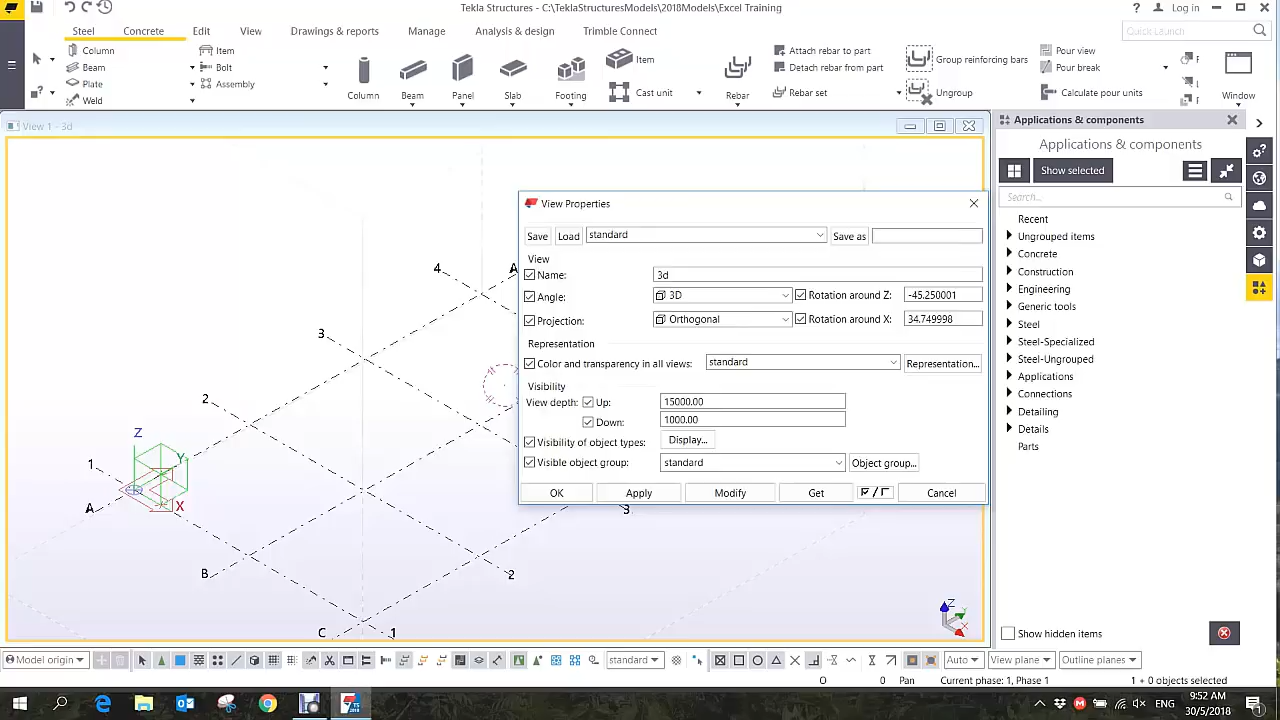 Tekla Structures - C:\TeklaStructuresModels\2018Models\Excel Training
? Log in
Steel Concrete Edit View Drawings & reports Manage Analysis & design Trimble Connect
Quick Launch
Column
Beam
Plate
Weld
Item
Bolt
Assembly
Column Beam Panel Slab Footing
Item
Cast unit
Rebar
Attach rebar to part
Detach rebar from part
Rebar set
Group reinforcing bars
Ungroup
Pour view
Pour break
Calculate pour units
Window
View 1 - 3d
4
A
3
2
Z
Y
1
X
A
B
C
1
2
3
View Properties
Save Load standard Save as
View
Name: 3d
Angle: 3D Rotation around Z: -45.250001
Projection: Orthogonal Rotation around X: 34.749998
Representation
Color and transparency in all views: standard Representation...
Visibility
View depth: Up: 15000.00
Down: 1000.00
Visibility of object types: Display...
Visible object group: standard Object group...
OK Apply Modify Get Cancel
Z
Applications & components
Applications & components
Show selected
Search...
Recent
Ungrouped items
Concrete
Construction
Engineering
Generic tools
Steel
Steel-Specialized
Steel-Ungrouped
Applications
Connections
Detailing
Details
Parts
Show hidden items
Model origin standard Auto View plane Outline planes
O 0 Pan Current phase: 1, Phase 1 1 + 0 objects selected
ENG 9:52 AM
30/5/2018